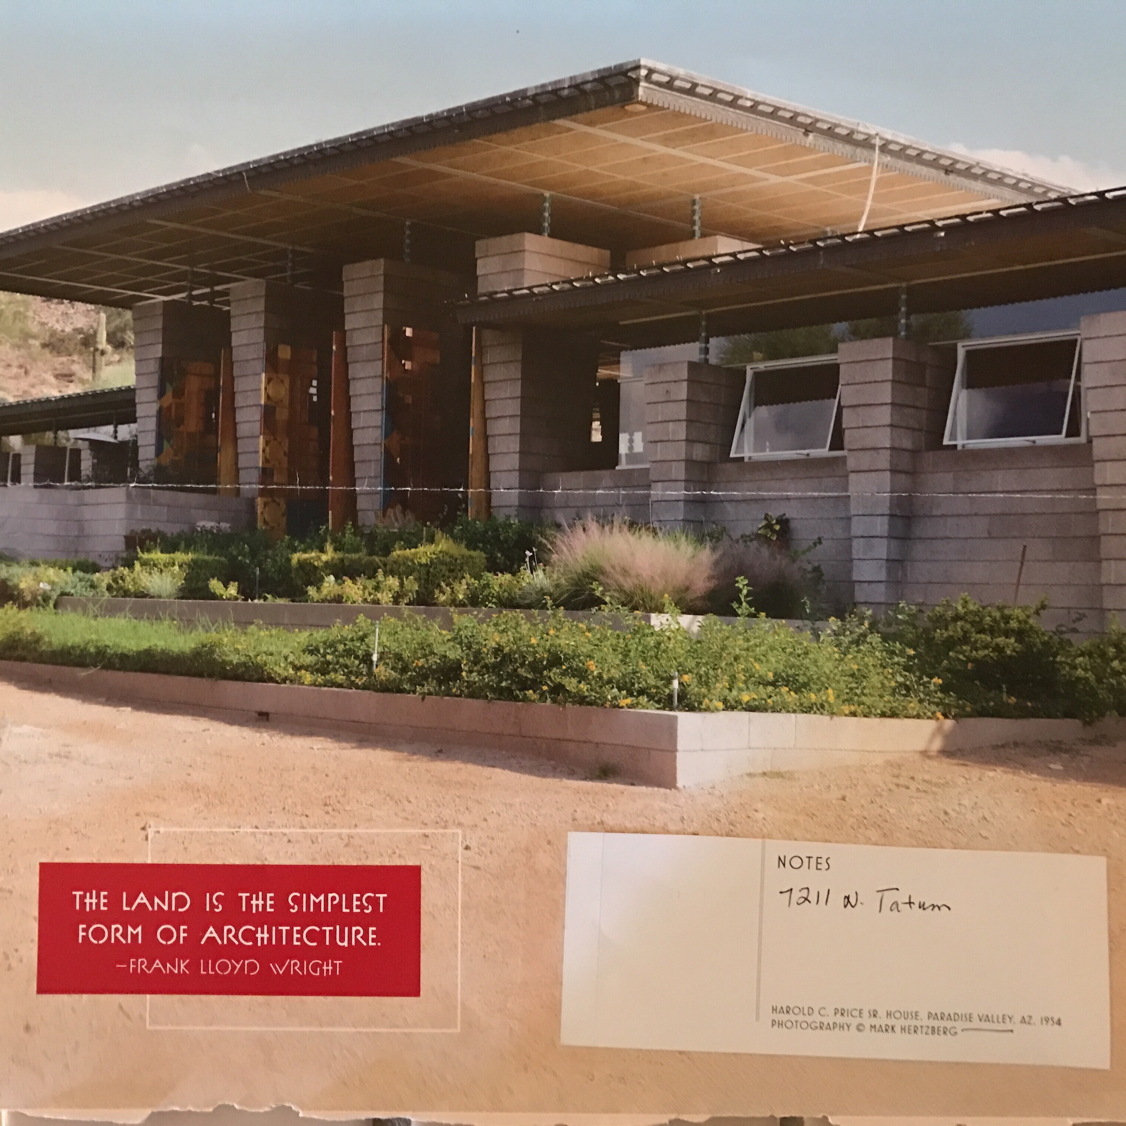 THE LAND IS THE SIMPLEST
FORM OF ARCHITECTURE.
–FRANK LLOYD WRIGHT
NOTES
7211 N. Tatum
HAROLD C. PRICE SR. HOUSE, PARADISE VALLEY, AZ, 1954
PHOTOGRAPHY © MARK HERTZBERG